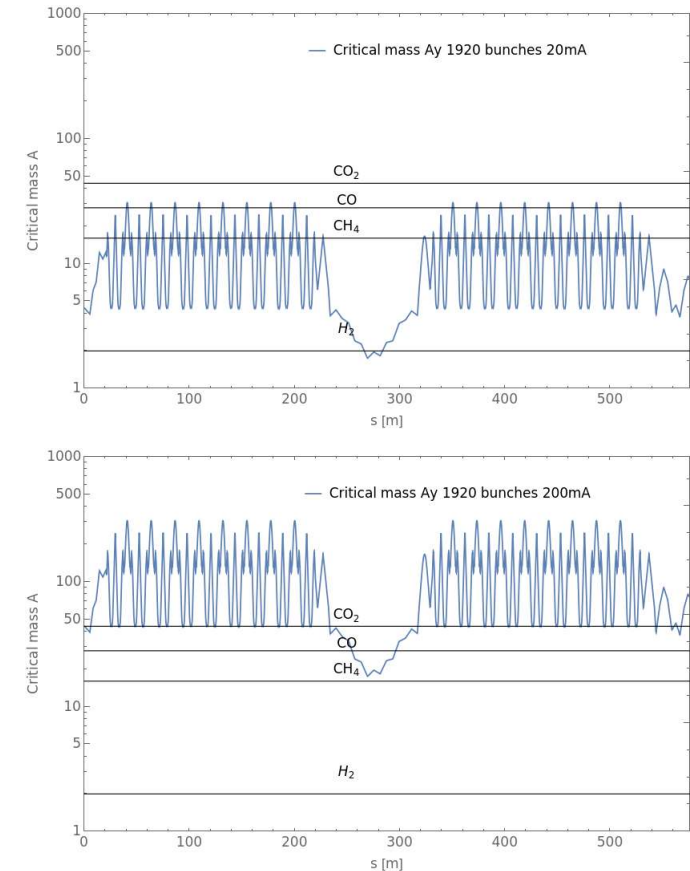 1000
500
100
50
10
5
1
Critical mass A
Critical mass Ay 1920 bunches 20mA
CO2
CO
CH4
H2
0 100 200 300 400 500
s [m]
1000
500
100
50
10
5
1
Critical mass A
Critical mass Ay 1920 bunches 200mA
CO2
CO
CH4
H2
0 100 200 300 400 500
s [m]